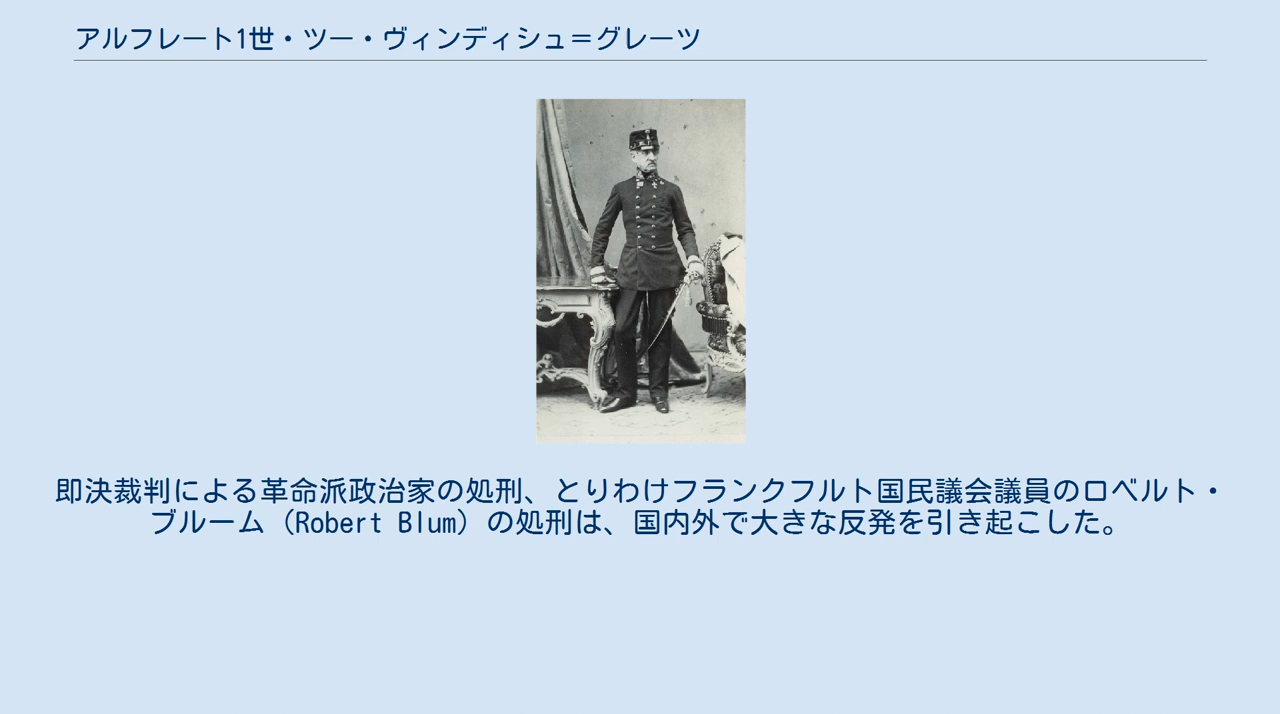 アルフレート1世・ツー・ヴィンディシュ＝グレーツ
即決裁判による革命派政治家の処刑、とりわけフランクフルト国民議会議員のロベルト・
ブルーム（Robert Blum）の処刑は、国内外で大きな反発を引き起こした。